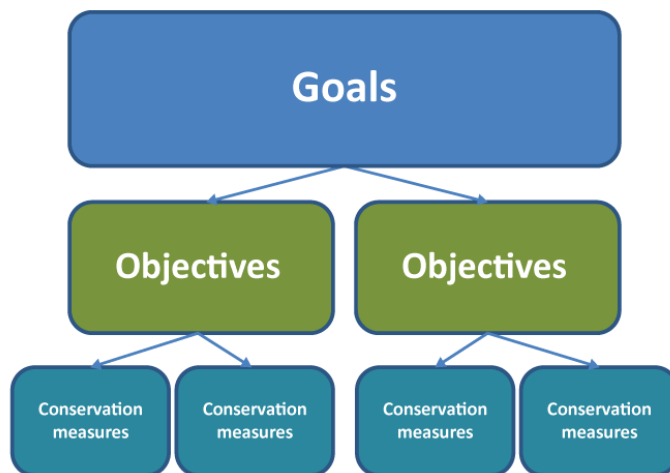 Goals
Objectives
Objectives
Conservation
measures
Conservation
measures
Conservation
measures
Conservation
measures